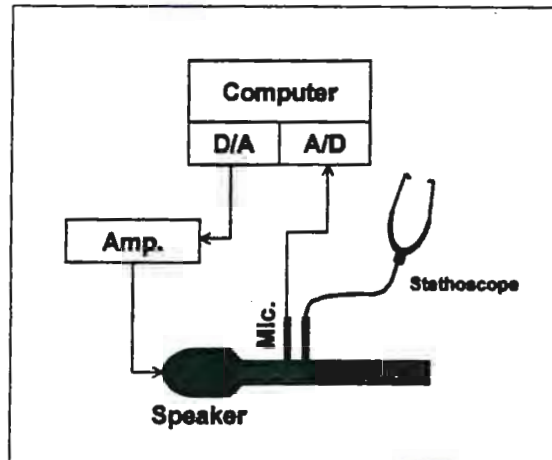 Computer
D/A A/D
Amp.
Stethoscope
Mic.
Speaker